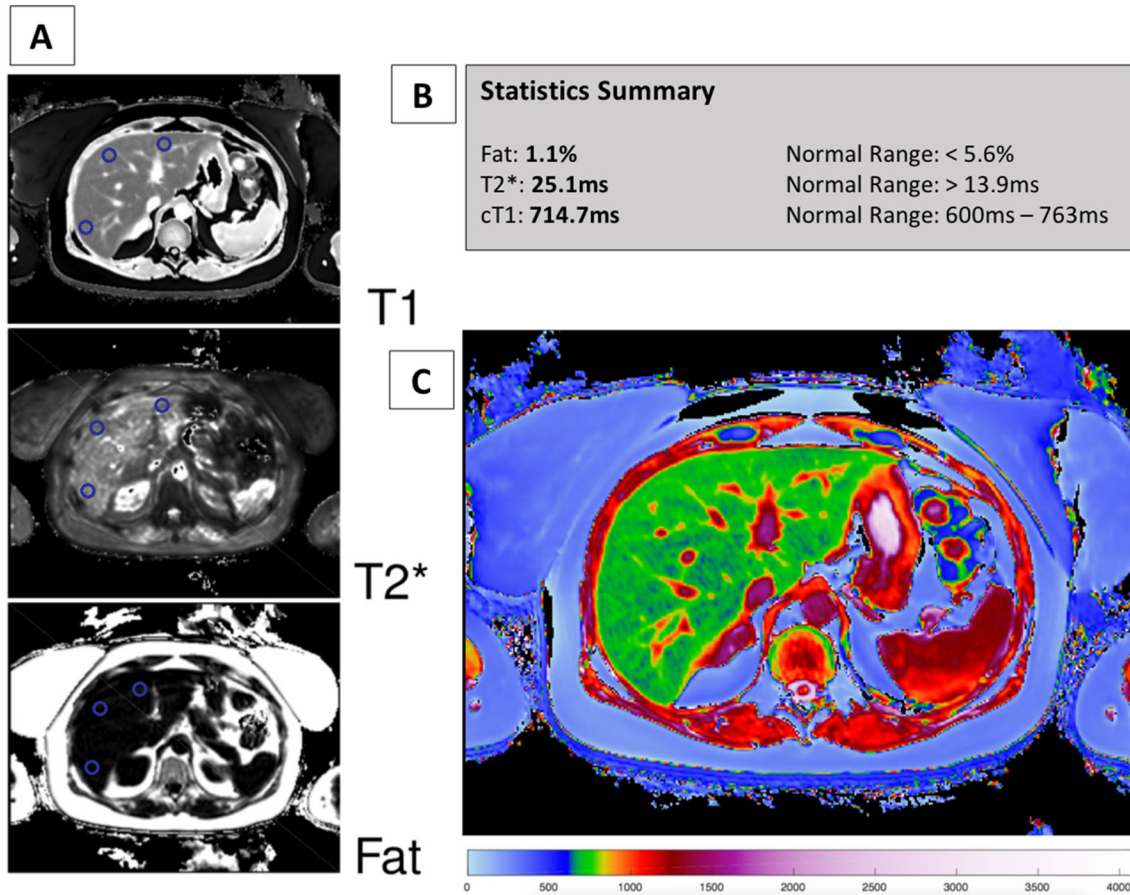 A
T1
T2*
Fat
B
Statistics Summary
Fat: 1.1% Normal Range: < 5.6%
T2*: 25.1ms Normal Range: > 13.9ms
cT1: 714.7ms Normal Range: 600ms – 763ms
C
0 500 1000 1500 2000 2500 3000 3500 4000